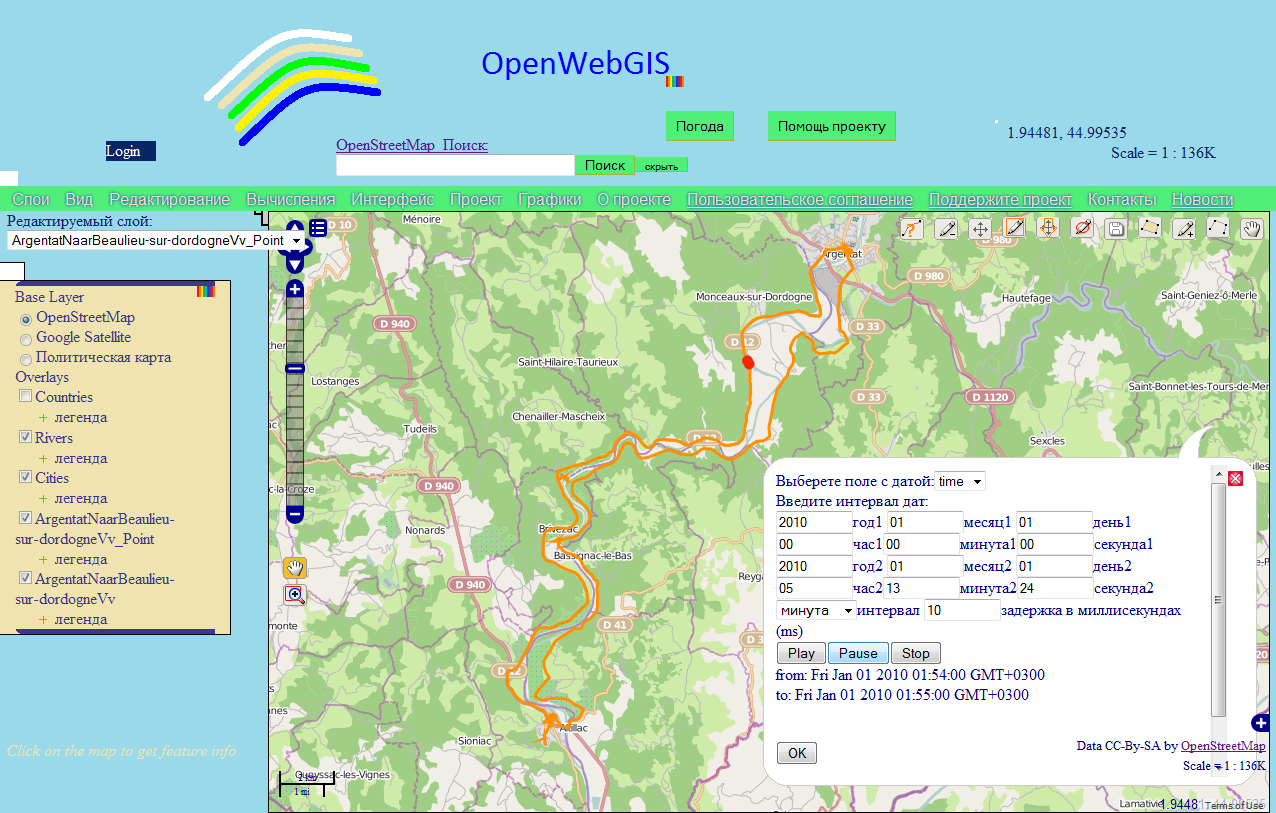 OpenWebGIS
Погода
Помощь проекту
1.94481, 44.99535
Scale = 1 : 136K
Login
OpenStreetMap Поиск:
Поиск
скрыть
Слои Вид Редактирование Вычисления Интерфейс Проект Графики О проекте Пользовательское соглашение Поддержите проект Контакты Новости
Редактируемый слой:
ArgentatNaarBeaulieu-sur-dordogneVv_Point
Base Layer
OpenStreetMap
Google Satellite
Политическая карта
Overlays
Countries
+ легенда
Rivers
+ легенда
Cities
+ легенда
ArgentatNaarBeaulieu-
sur-dordogneVv_Point
+ легенда
ArgentatNaarBeaulieu-
sur-dordogneVv
+ легенда
Click on the map to get feature info
Ménoire
D 10
D 980
Argentat
D 980
Monceaux-sur-Dordogne
Hautefage
Saint-Geniez-ô-Merle
D 940
D 33
D 12
Saint-Hilaire-Taurieux
Lostanges
Saint-Bonnet-les-Tours-de-Mer
D 33
D 1120
Chenailler-Mascheix
Tudeils
Sexcles
D 940
Nonards
Brivezac
Bassignac-le-Bas
Reyga
D 940
D 41
D 12
Altillac
Sioniac
Queyssac-les-Vignes
Lamativie
Выберете поле с датой: time
Введите интервал дат:
2010 год1 01 месяц1 01 день1
00 час1 00 минута1 00 секунда1
2010 год2 01 месяц2 01 день2
05 час2 13 минута2 24 секунда2
минута интервал 10 задержка в миллисекундах
(ms)
Play Pause Stop
from: Fri Jan 01 2010 01:54:00 GMT+0300
to: Fri Jan 01 2010 01:55:00 GMT+0300
OK
Data CC-By-SA by OpenStreetMap
Scale = 1 : 136K
1 mi
Terms of Use